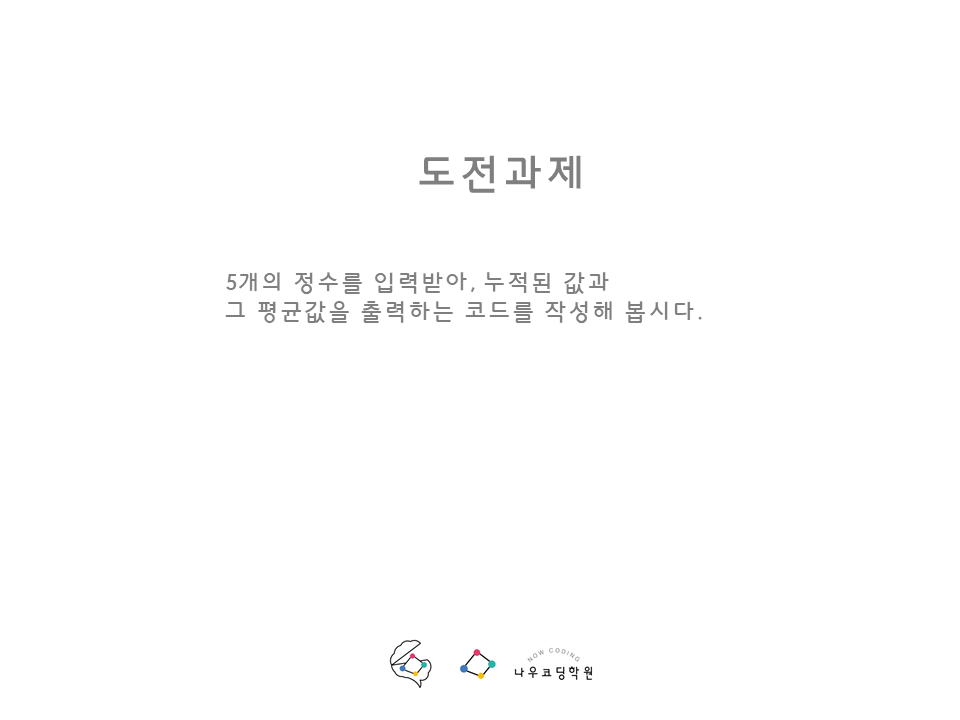 도전과제
5개의 정수를 입력받아, 누적된 값과
그 평균값을 출력하는 코드를 작성해 봅시다.
NOW CODING
나우코딩학원